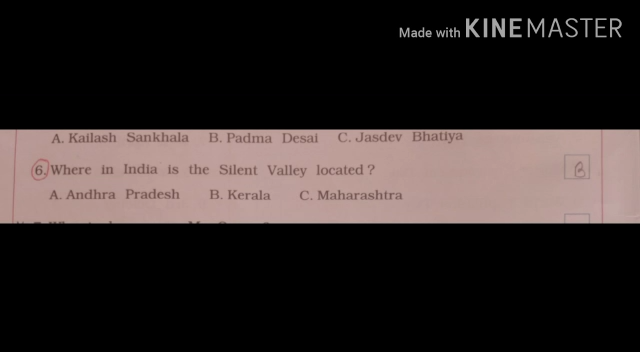 Made with KINEMASTER
A. Kailash Sankhala B. Padma Desai C. Jasdev Bhatiya
6. Where in India is the Silent Valley located? B
A. Andhra Pradesh B. Kerala C. Maharashtra